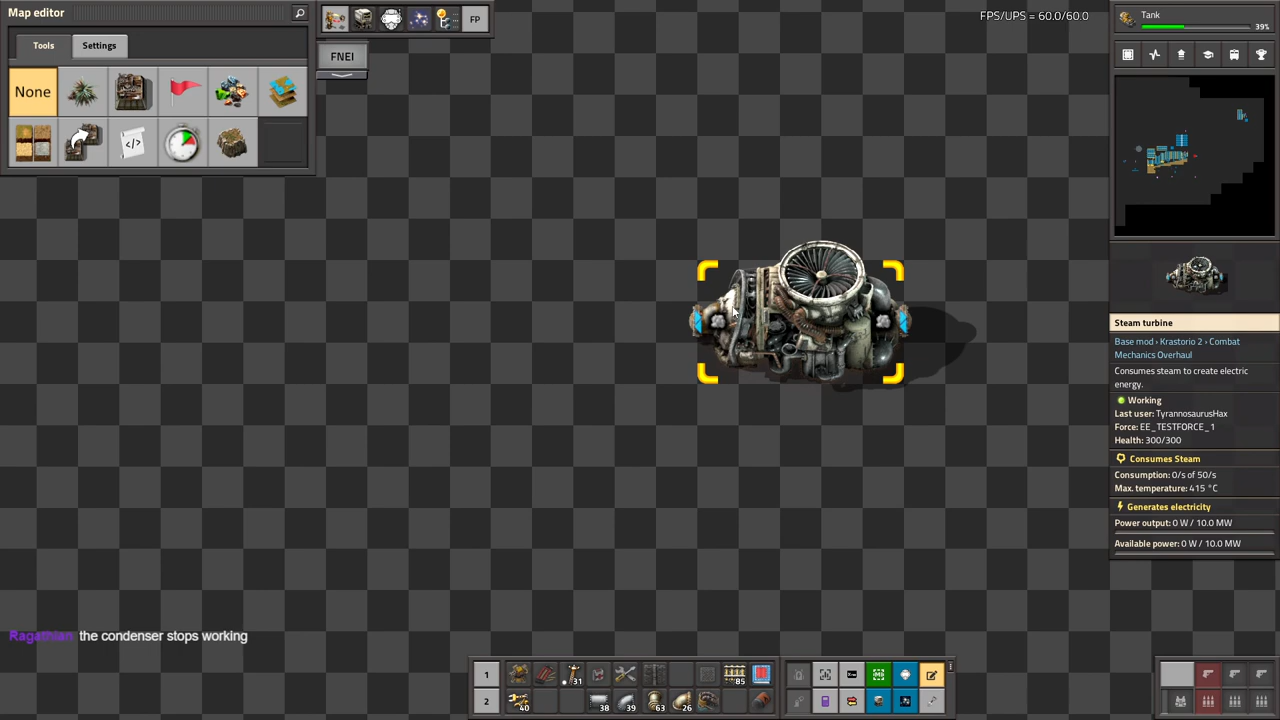 Map editor
Tools
Settings
None
FP
FNEI
FPS/UPS = 60.0/60.0
Tank
39%
Steam turbine
Base mod › Krastorio 2 › Combat
Mechanics Overhaul
Consumes steam to create electric
energy.
Working
Last user: TyrannosaurusHax
Force: EE_TESTFORCE_1
Health: 300/300
Consumes Steam
Consumption: 0/s of 50/s
Max. temperature: 415 °C
Generates electricity
Power output: 0 W / 10.0 MW
Available power: 0 W / 10.0 MW
Ragathian the condenser stops working
1
31
85
2
40
38
39
63
26